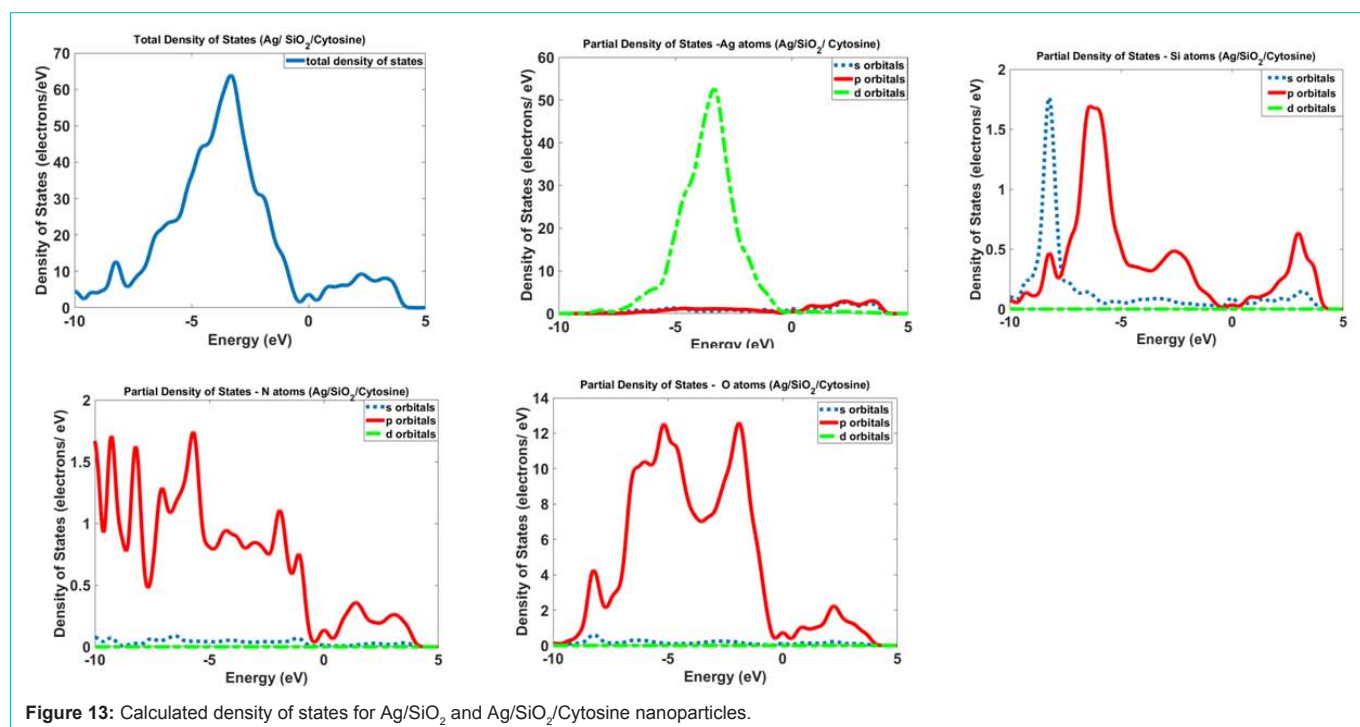 Total Density of States (Ag/ SiO2/Cytosine)
total density of states
Density of States (electrons/eV)
70
60
50
40
30
20
10
0
-10 -5 0 5
Energy (eV)
Partial Density of States -Ag atoms (Ag/SiO2/ Cytosine)
s orbitals
p orbitals
d orbitals
Density of States (electrons/eV)
60
50
40
30
20
10
0
-10 -5 0 5
Energy (eV)
Partial Density of States - Si atoms (Ag/SiO2/Cytosine)
s orbitals
p orbitals
d orbitals
Density of States (electrons/ eV)
2
1.5
1
0.5
0
-10 -5 0 5
Energy (eV)
Partial Density of States - N atoms (Ag/SiO2/Cytosine)
s orbitals
p orbitals
d orbitals
Density of States (electrons/ eV)
2
1.5
1
0.5
0
-10 -5 0 5
Energy (eV)
Partial Density of States - O atoms (Ag/SiO2/Cytosine)
s orbitals
p orbitals
d orbitals
Density of States (electrons/ eV)
14
12
10
8
6
4
2
0
-10 -5 0 5
Energy (eV)
Figure 13: Calculated density of states for Ag/SiO2 and Ag/SiO2/Cytosine nanoparticles.